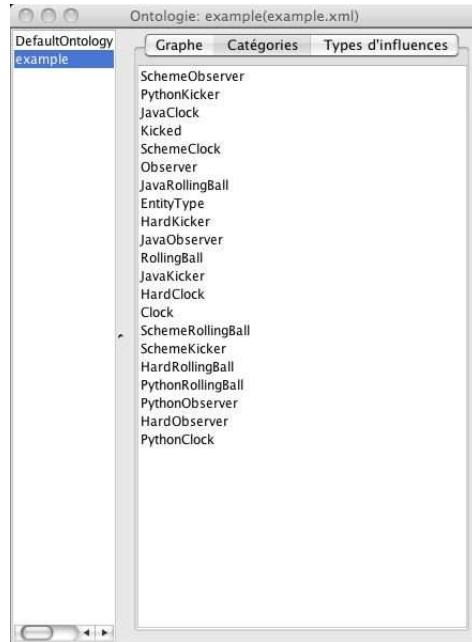 Ontologie: example(example.xml)
DefaultOntology
example
Graphe Catégories Types d'influences
SchemeObserver
PythonKicker
JavaClock
Kicked
SchemeClock
Observer
JavaRollingBall
EntityType
HardKicker
JavaObserver
RollingBall
JavaKicker
HardClock
Clock
SchemeRollingBall
SchemeKicker
HardRollingBall
PythonRollingBall
PythonObserver
HardObserver
PythonClock